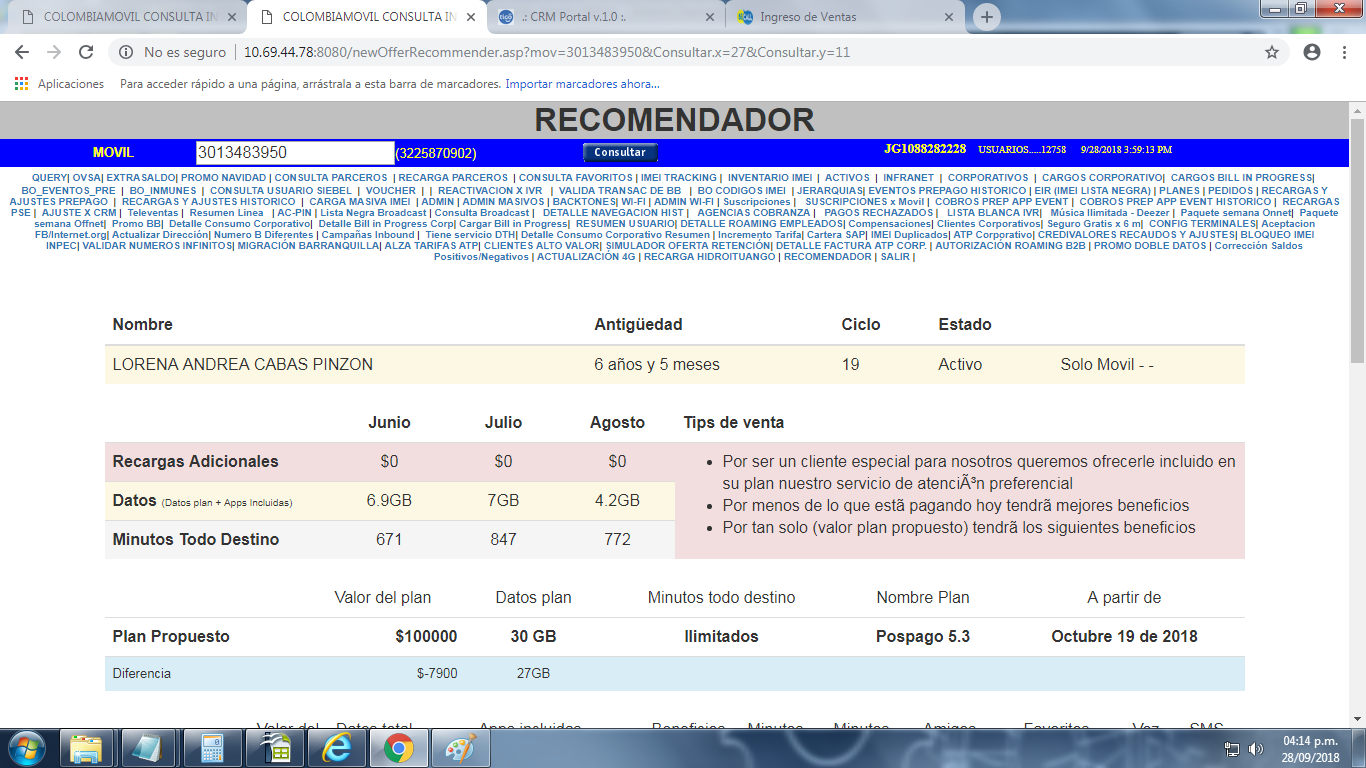 COLOMBIAMOVIL CONSULTA IN
COLOMBIAMOVIL CONSULTA IN
.: CRM Portal v.1.0 :.
Ingreso de Ventas
No es seguro | 10.69.44.78:8080/newOfferRecommender.asp?mov=3013483950&Consultar.x=27&Consultar.y=11
Aplicaciones Para acceder rápido a una página, arrástrala a esta barra de marcadores. Importar marcadores ahora...
RECOMENDADOR
MOVIL 3013483950 (3225870902) Consultar JG1088282228 USUARIOS.....12758 9/28/2018 3:59:13 PM
QUERY| OVSA| EXTRASALDO| PROMO NAVIDAD | CONSULTA PARCEROS | RECARGA PARCEROS | CONSULTA FAVORITOS | IMEI TRACKING | INVENTARIO IMEI | ACTIVOS | INFRANET | CORPORATIVOS | CARGOS CORPORATIVO| CARGOS BILL IN PROGRESS|
BO_EVENTOS_PRE | BO_INMUNES | CONSULTA USUARIO SIEBEL | VOUCHER | | REACTIVACION X IVR | VALIDA TRANSAC DE BB | BO CODIGOS IMEI | JERARQUIAS| EVENTOS PREPAGO HISTORICO | EIR (IMEI LISTA NEGRA) | PLANES | PEDIDOS | RECARGAS Y
AJUSTES PREPAGO | RECARGAS Y AJUSTES HISTORICO | CARGA MASIVA IMEI | ADMIN | ADMIN MASIVOS | BACKTONES| WI-FI | ADMIN WI-FI | Suscripciones | SUSCRIPCIONES x Movil | COBROS PREP APP EVENT | COBROS PREP APP EVENT HISTORICO | RECARGAS
PSE | AJUSTE X CRM | Televentas | Resumen Linea | AC-PIN | Lista Negra Broadcast | Consulta Broadcast | DETALLE NAVEGACION HIST | AGENCIAS COBRANZA | PAGOS RECHAZADOS | LISTA BLANCA IVR| Música Ilimitada - Deezer | Paquete semana Onnet| Paquete
semana Offnet| Promo BB| Detalle Consumo Corporativo| Detalle Bill in Progress Corp| Cargar Bill in Progress| RESUMEN USUARIO| DETALLE ROAMING EMPLEADOS| Compensaciones| Clientes Corporativos| Seguro Gratis x 6 m| CONFIG TERMINALES| Aceptacion
FB/Internet.org| Actualizar Dirección| Numero B Diferentes | Campañas Inbound | Tiene servicio DTH| Detalle Consumo Corporativo Resumen | Incremento Tarifa| Cartera SAP| IMEI Duplicados| ATP Corporativo| CREDIVALORES RECAUDOS Y AJUSTES| BLOQUEO IMEI
INPEC| VALIDAR NUMEROS INFINITOS| MIGRACIÓN BARRANQUILLA| ALZA TARIFAS ATP| CLIENTES ALTO VALOR| SIMULADOR OFERTA RETENCIÓN| DETALLE FACTURA ATP CORP. | AUTORIZACIÓN ROAMING B2B | PROMO DOBLE DATOS | Corrección Saldos
Positivos/Negativos | ACTUALIZACIÓN 4G | RECARGA HIDROITUANGO | RECOMENDADOR | SALIR |
Nombre Antigüedad Ciclo Estado
LORENA ANDREA CABAS PINZON 6 años y 5 meses 19 Activo Solo Movil - -
Junio Julio Agosto Tips de venta
Recargas Adicionales $0 $0 $0
Datos (Datos plan + Apps Incluidas) 6.9GB 7GB 4.2GB
Minutos Todo Destino 671 847 772
• Por ser un cliente especial para nosotros queremos ofrecerle incluido en
su plan nuestro servicio de atenciÃ³n preferencial
• Por menos de lo que estã pagando hoy tendrã mejores beneficios
• Por tan solo (valor plan propuesto) tendrã los siguientes beneficios
Valor del plan Datos plan Minutos todo destino Nombre Plan A partir de
Plan Propuesto $100000 30 GB Ilimitados Pospago 5.3 Octubre 19 de 2018
Diferencia $-7900 27GB
Valor del Datos total Apps incluidas Beneficios Minutos Minutos Amigos Favoritos Voz SMS
04:14 p.m.
28/09/2018